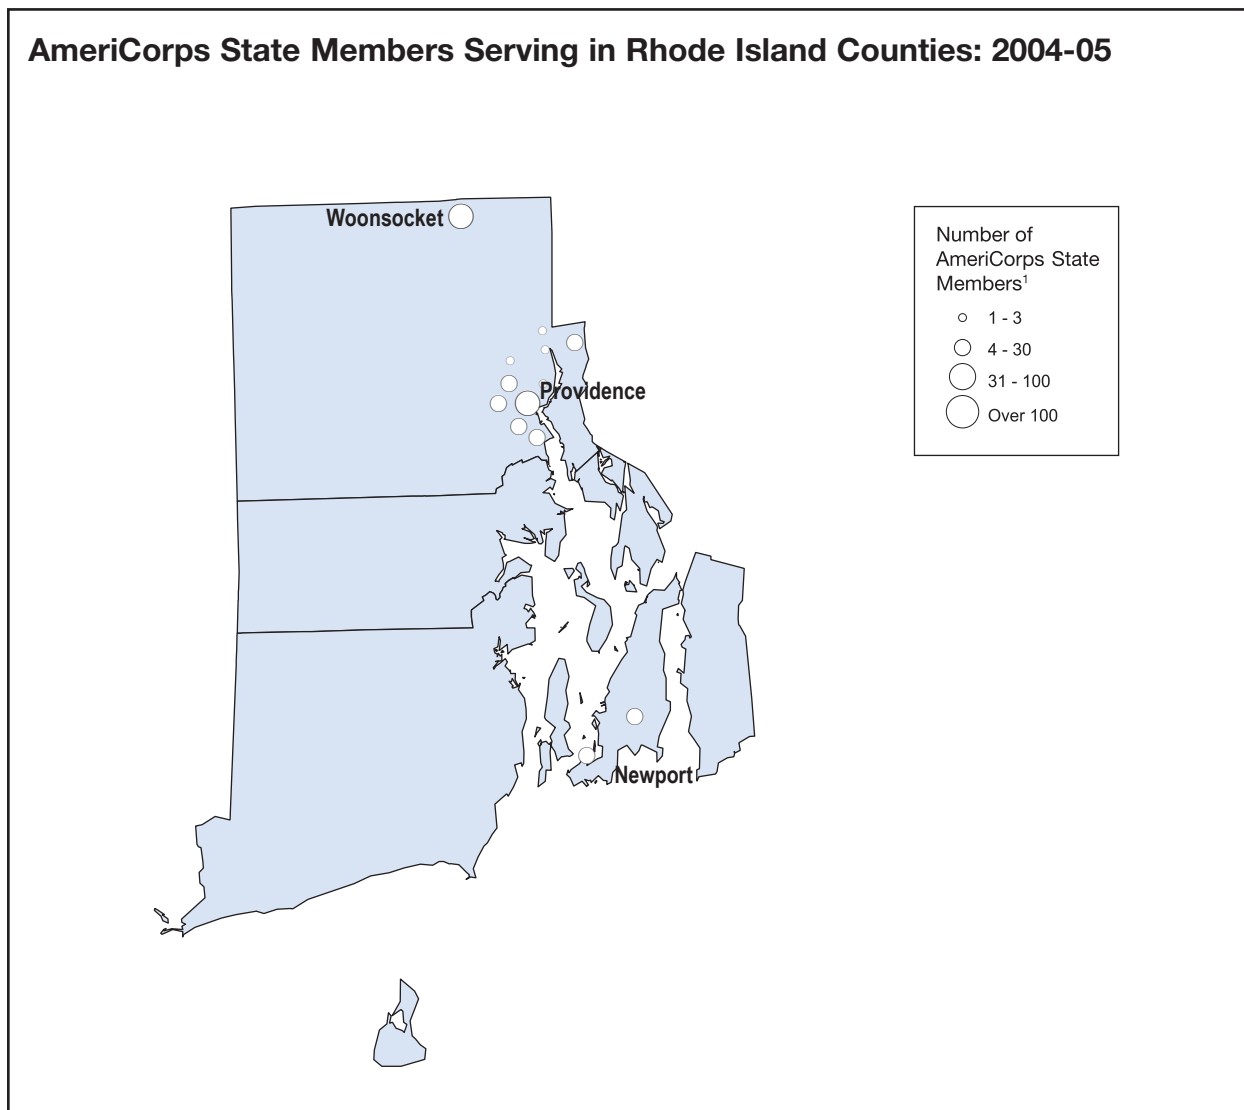 AmeriCorps State Members Serving in Rhode Island Counties: 2004-05
Woonsocket
Number of
AmeriCorps State
Members¹
1 - 3
4 - 30
31 - 100
Over 100
Providence
Newport